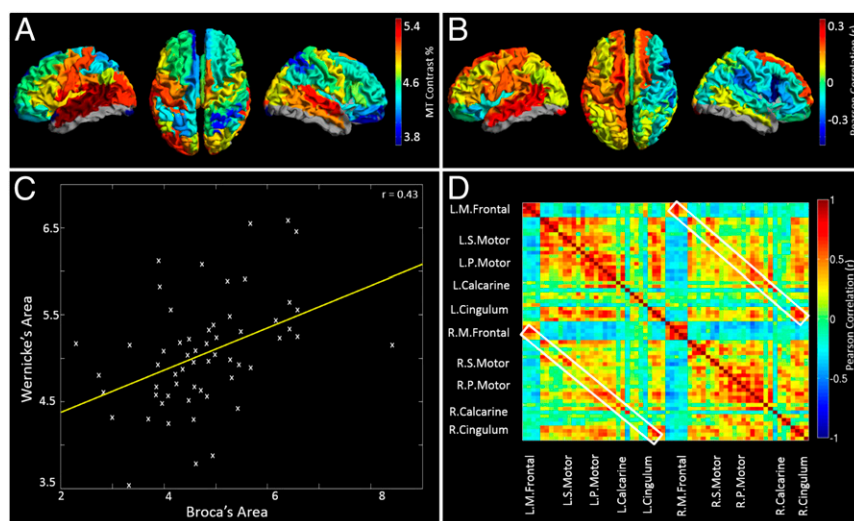 A
5.4
4.6
3.8
MT Contrast %
B
0.3
0
-0.3
Pearson Correlation (r)
C
r = 0.43
6.5
5.5
4.5
3.5
Wernicke's Area
2
4
6
8
Broca's Area
D
L.M.Frontal
L.S.Motor
L.P.Motor
L.Calcarine
L.Cingulum
R.M.Frontal
R.S.Motor
R.P.Motor
R.Calcarine
R.Cingulum
L.M.Frontal
L.S.Motor
L.P.Motor
L.Calcarine
L.Cingulum
R.M.Frontal
R.S.Motor
R.P.Motor
R.Calcarine
R.Cingulum
1
0.5
0
-0.5
-1
Pearson Correlation (r)